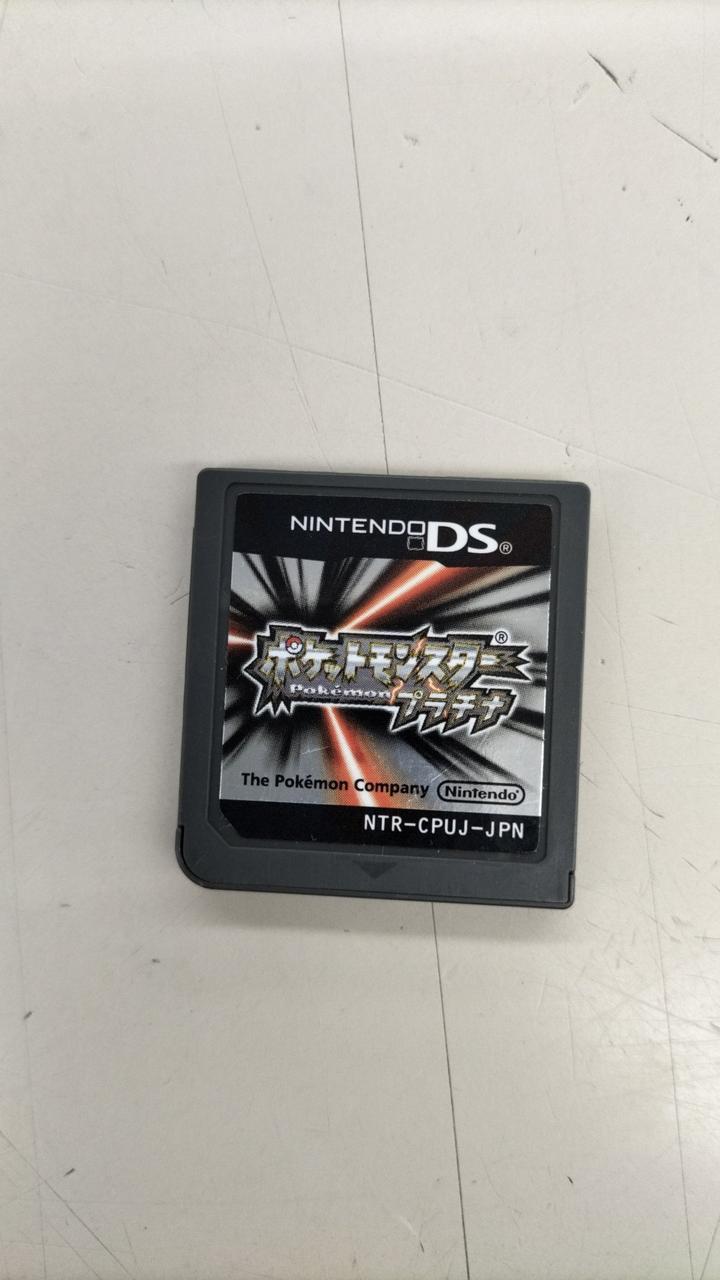 NINTENDO DS®
ポケットモンスター®
Pokémon プラチナ
The Pokémon Company Nintendo®
NTR-CPUJ-JPN